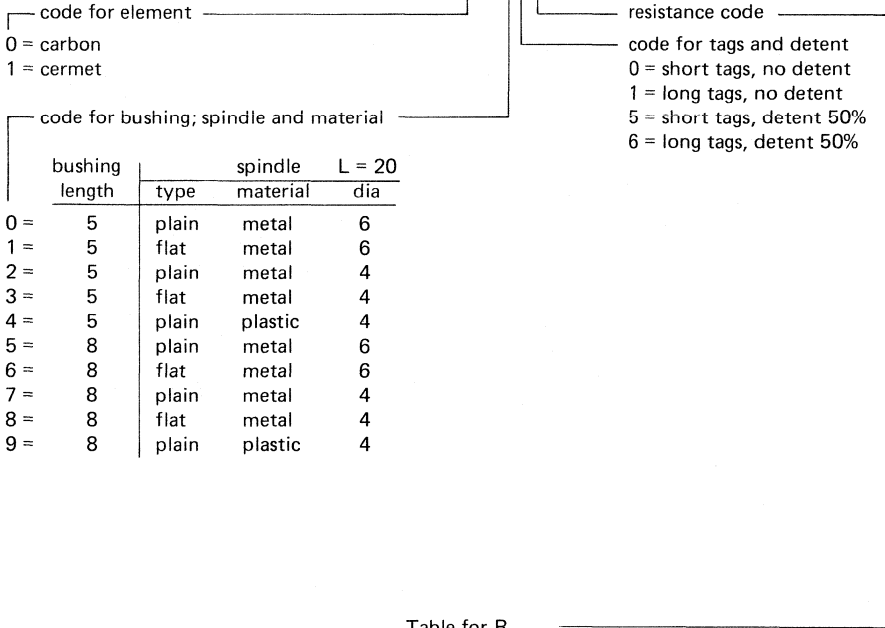 code for element
0 = carbon
1 = cermet
code for bushing; spindle and material
bushing spindle L = 20
length type material dia
0 = 5 plain metal 6
1 = 5 flat metal 6
2 = 5 plain metal 4
3 = 5 flat metal 4
4 = 5 plain plastic 4
5 = 8 plain metal 6
6 = 8 flat metal 6
7 = 8 plain metal 4
8 = 8 flat metal 4
9 = 8 plain plastic 4
resistance code
code for tags and detent
0 = short tags, no detent
1 = long tags, no detent
5 = short tags, detent 50%
6 = long tags, detent 50%
Table for R